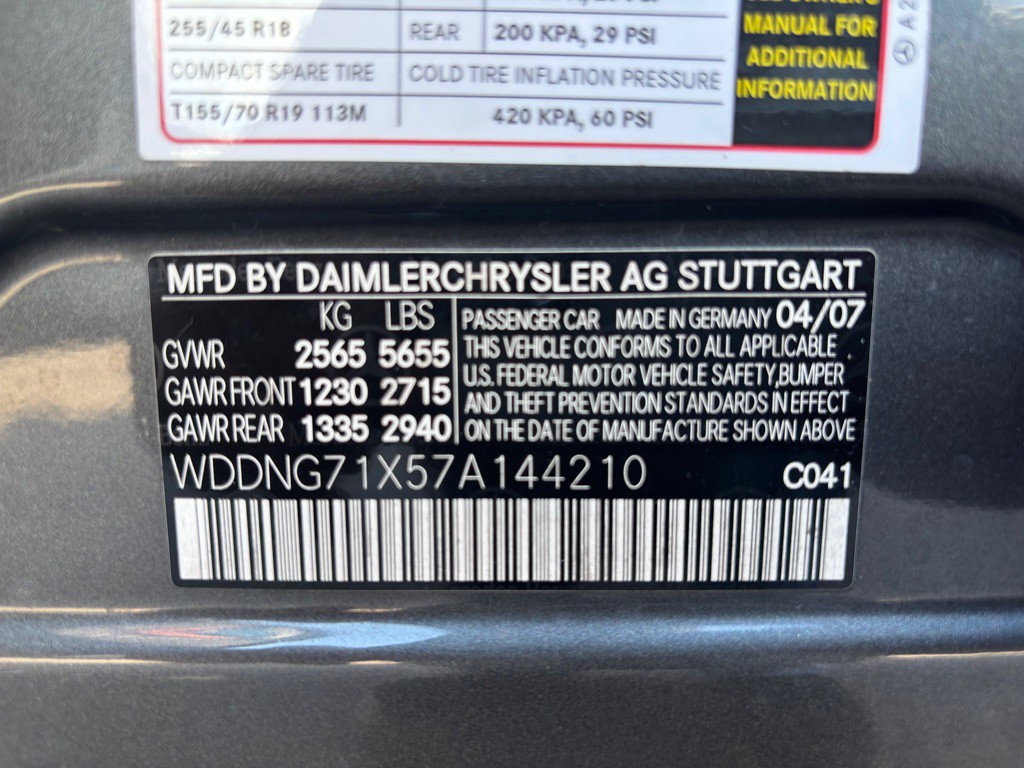 255/45 R18 REAR 200 KPA, 29 PSI
COMPACT SPARE TIRE COLD TIRE INFLATION PRESSURE
T155/70 R19 113M 420 KPA, 60 PSI
MANUAL FOR
ADDITIONAL
INFORMATION
MFD BY DAIMLERCHRYSLER AG STUTTGART
KG LBS
GVWR 2565 5655
GAWR FRONT 1230 2715
GAWR REAR 1335 2940
PASSENGER CAR MADE IN GERMANY 04/07
THIS VEHICLE CONFORMS TO ALL APPLICABLE
U.S. FEDERAL MOTOR VEHICLE SAFETY,BUMPER
AND THEFT PREVENTION STANDARDS IN EFFECT
ON THE DATE OF MANUFACTURE SHOWN ABOVE
WDDNG71X57A144210 C041